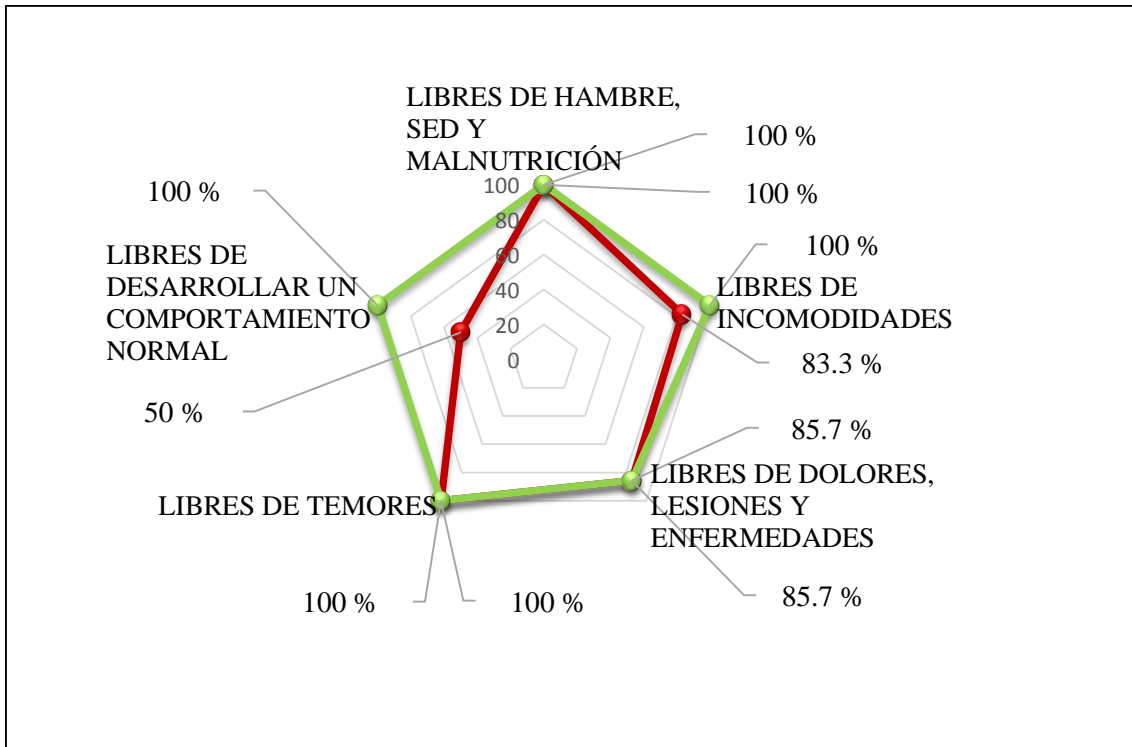 LIBRES DE HAMBRE,
SED Y
MALNUTRICIÓN
100 %
100 %
100 %
100 %
LIBRES DE
INCOMODIDADES
83.3 %
85.7 %
LIBRES DE DOLORES,
LESIONES Y
ENFERMEDADES
85.7 %
100 %
100 %
LIBRES DE TEMORES
50 %
LIBRES DE
DESARROLLAR UN
COMPORTAMIENTO
NORMAL
100
80
60
40
20
0